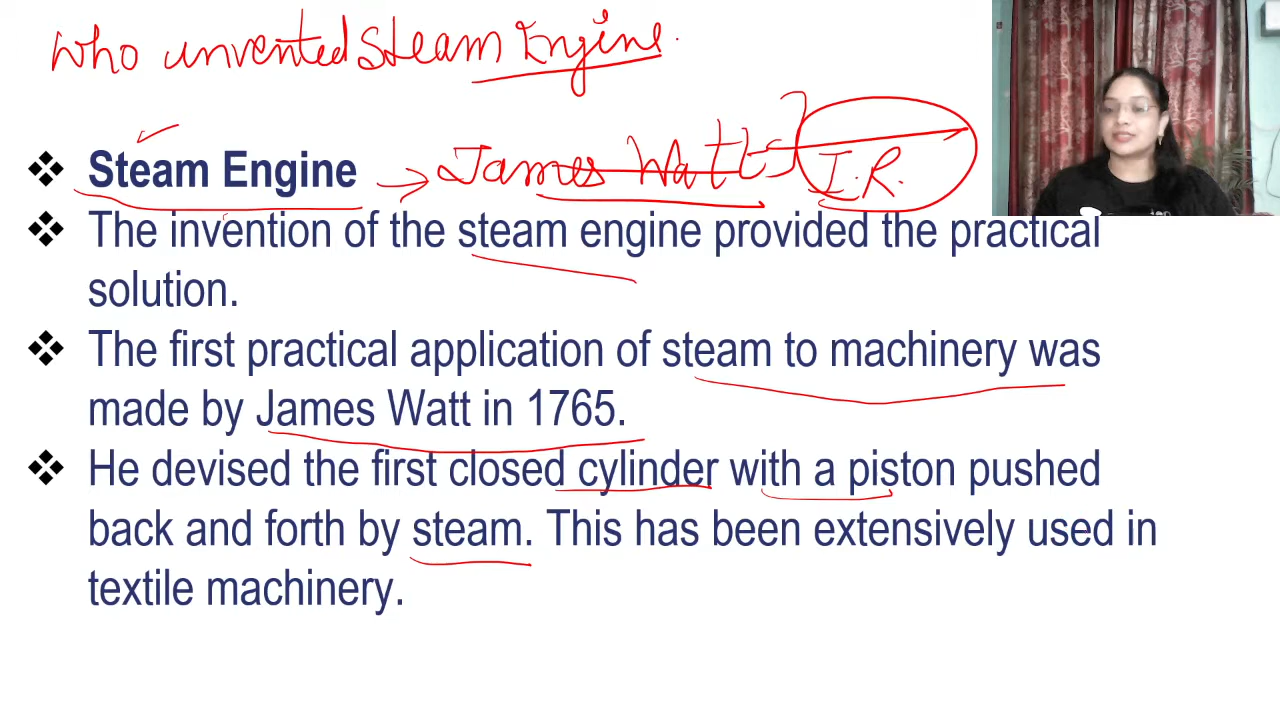 Who unvented Steam Engine.
❖ Steam Engine → James Watts] I.R.
❖ The invention of the steam engine provided the practical
solution.
❖ The first practical application of steam to machinery was
made by James Watt in 1765.
❖ He devised the first closed cylinder with a piston pushed
back and forth by steam. This has been extensively used in
textile machinery.